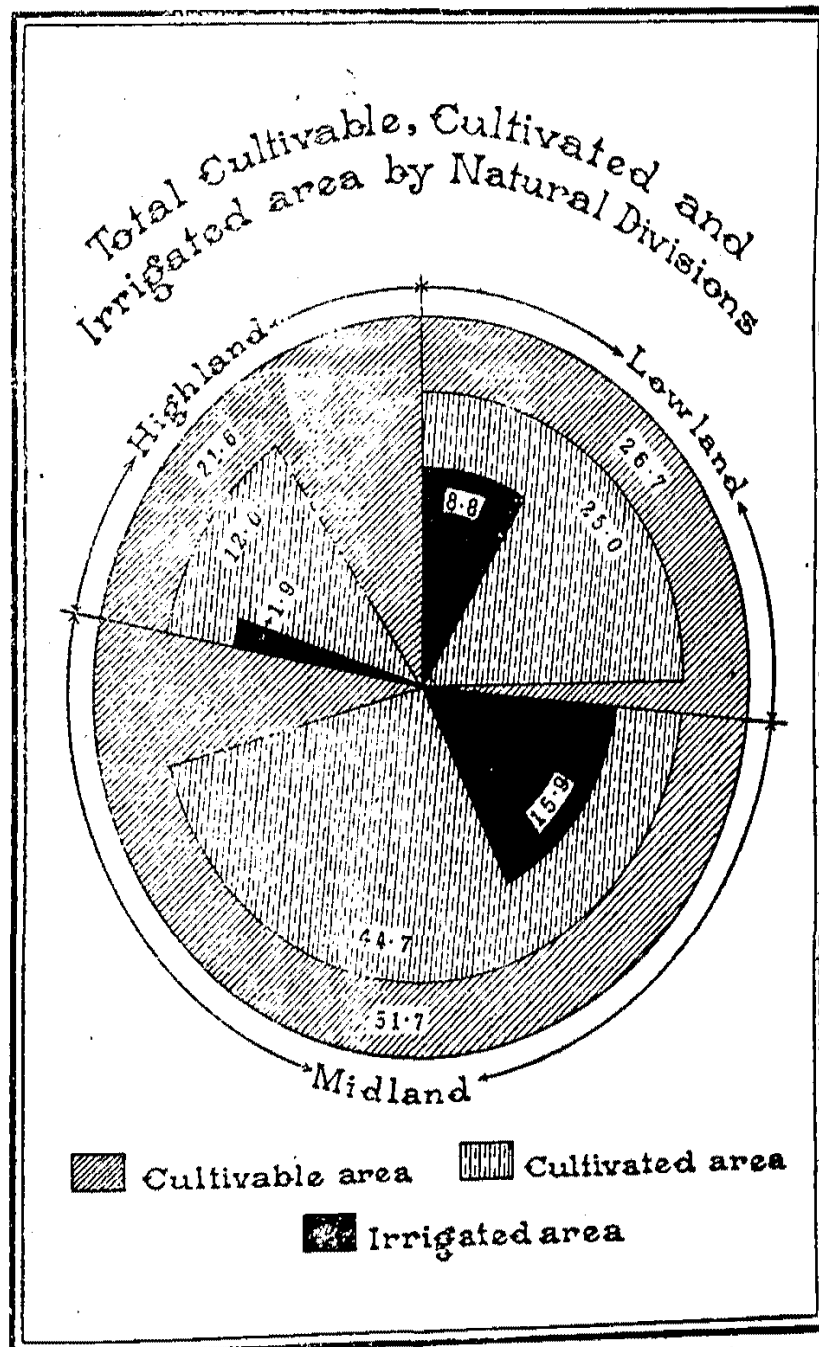 Total Cultivable, Cultivated and
Irrigated area by Natural Divisions
Highland
Lowland
21.6
26.7
8.8
25.0
12.0
1.9
15.9
44.7
51.7
Midland
Cultivable area
Cultivated area
Irrigated area